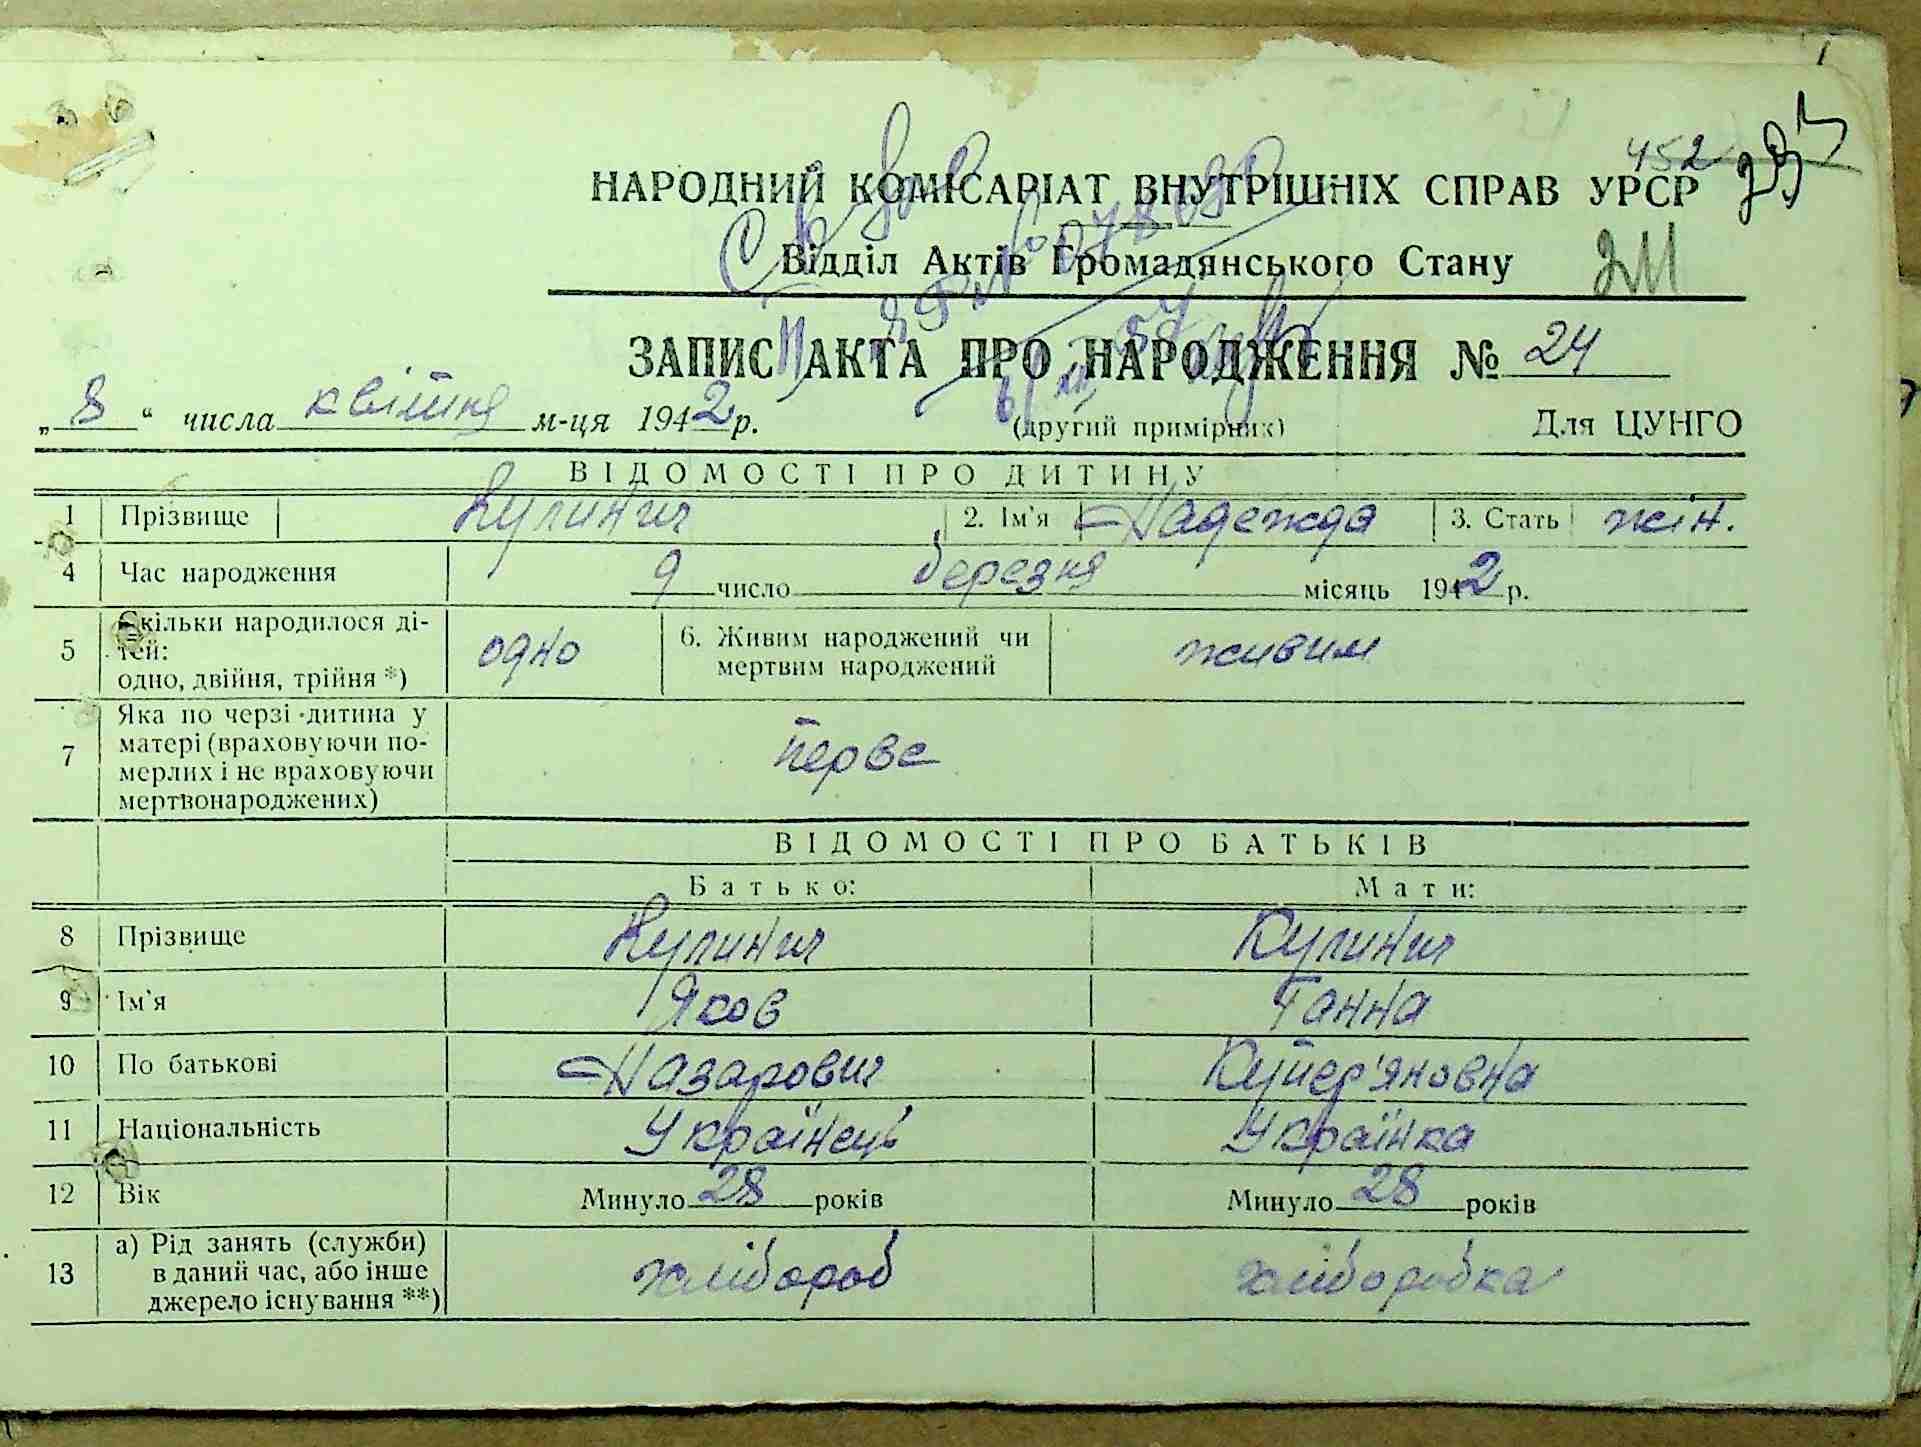 452
НАРОДНИЙ КОМІСАРІАТ ВНУТРІШНІХ СПРАВ УРСР
Відділ Актів Громадянського Стану
ЗАПИС АКТА ПРО НАРОДЖЕННЯ № 24
„8“ числа квітня м-ця 1942 р. (другий примірник) Для ЦУНГО
ВІДОМОСТІ ПРО ДИТИНУ
1 Прізвище Кулинич 2. Ім'я Надежда 3. Стать жін.
4 Час народження 9 число березня місяць 1942 р.
5 Скільки народилося ді-
тей:
одно, двійня, трійня *) одно 6. Живим народжений чи
мертвим народжений живим
7 Яка по черзі дитина у
матері (враховуючи по-
мерлих і не враховуючи
мертвонароджених) перве
ВІДОМОСТІ ПРО БАТЬКІВ
Батько: Мати:
8 Прізвище Кулинич Кулинич
9 Ім'я Яков Ганна
10 По батькові Назарович Купер'яновна
11 Національність Українець Українка
12 Вік Минуло 28 років Минуло 28 років
13 а) Рід занять (служби)
в даний час, або інше
джерело існування **) хлібороб хліборобка